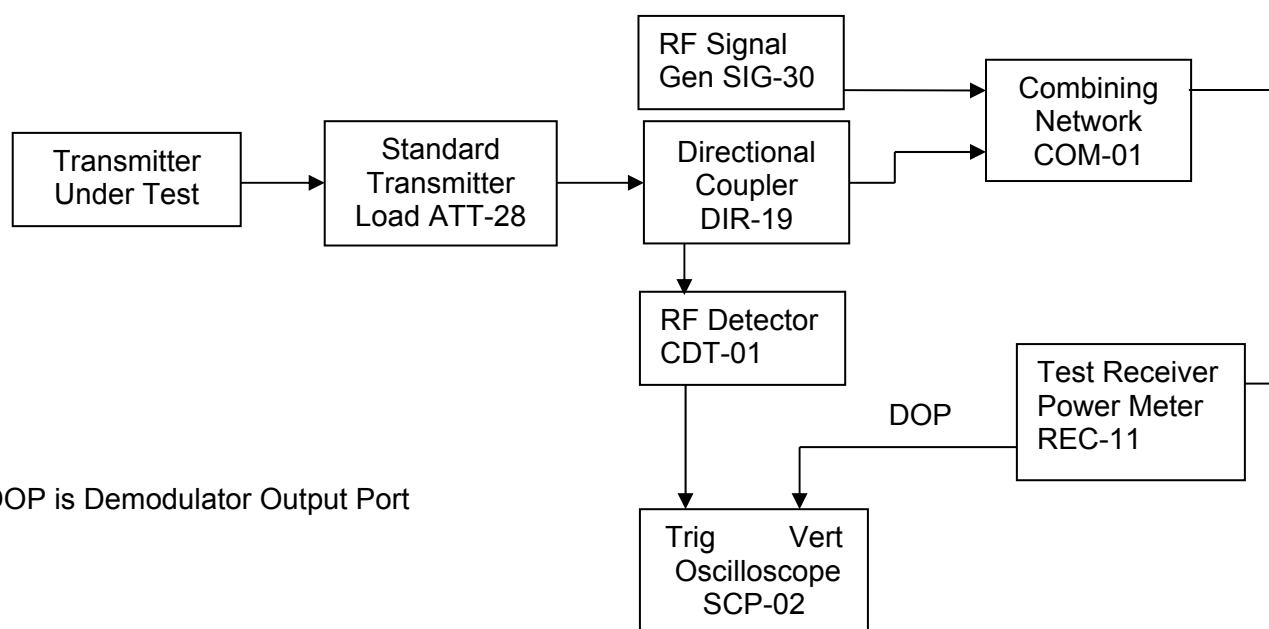 RF Signal
Gen SIG-30
Combining
Network
COM-01
Transmitter
Under Test
Standard
Transmitter
Load ATT-28
Directional
Coupler
DIR-19
RF Detector
CDT-01
Test Receiver
Power Meter
REC-11
DOP
OOP is Demodulator Output Port
Trig Vert
Oscilloscope
SCP-02